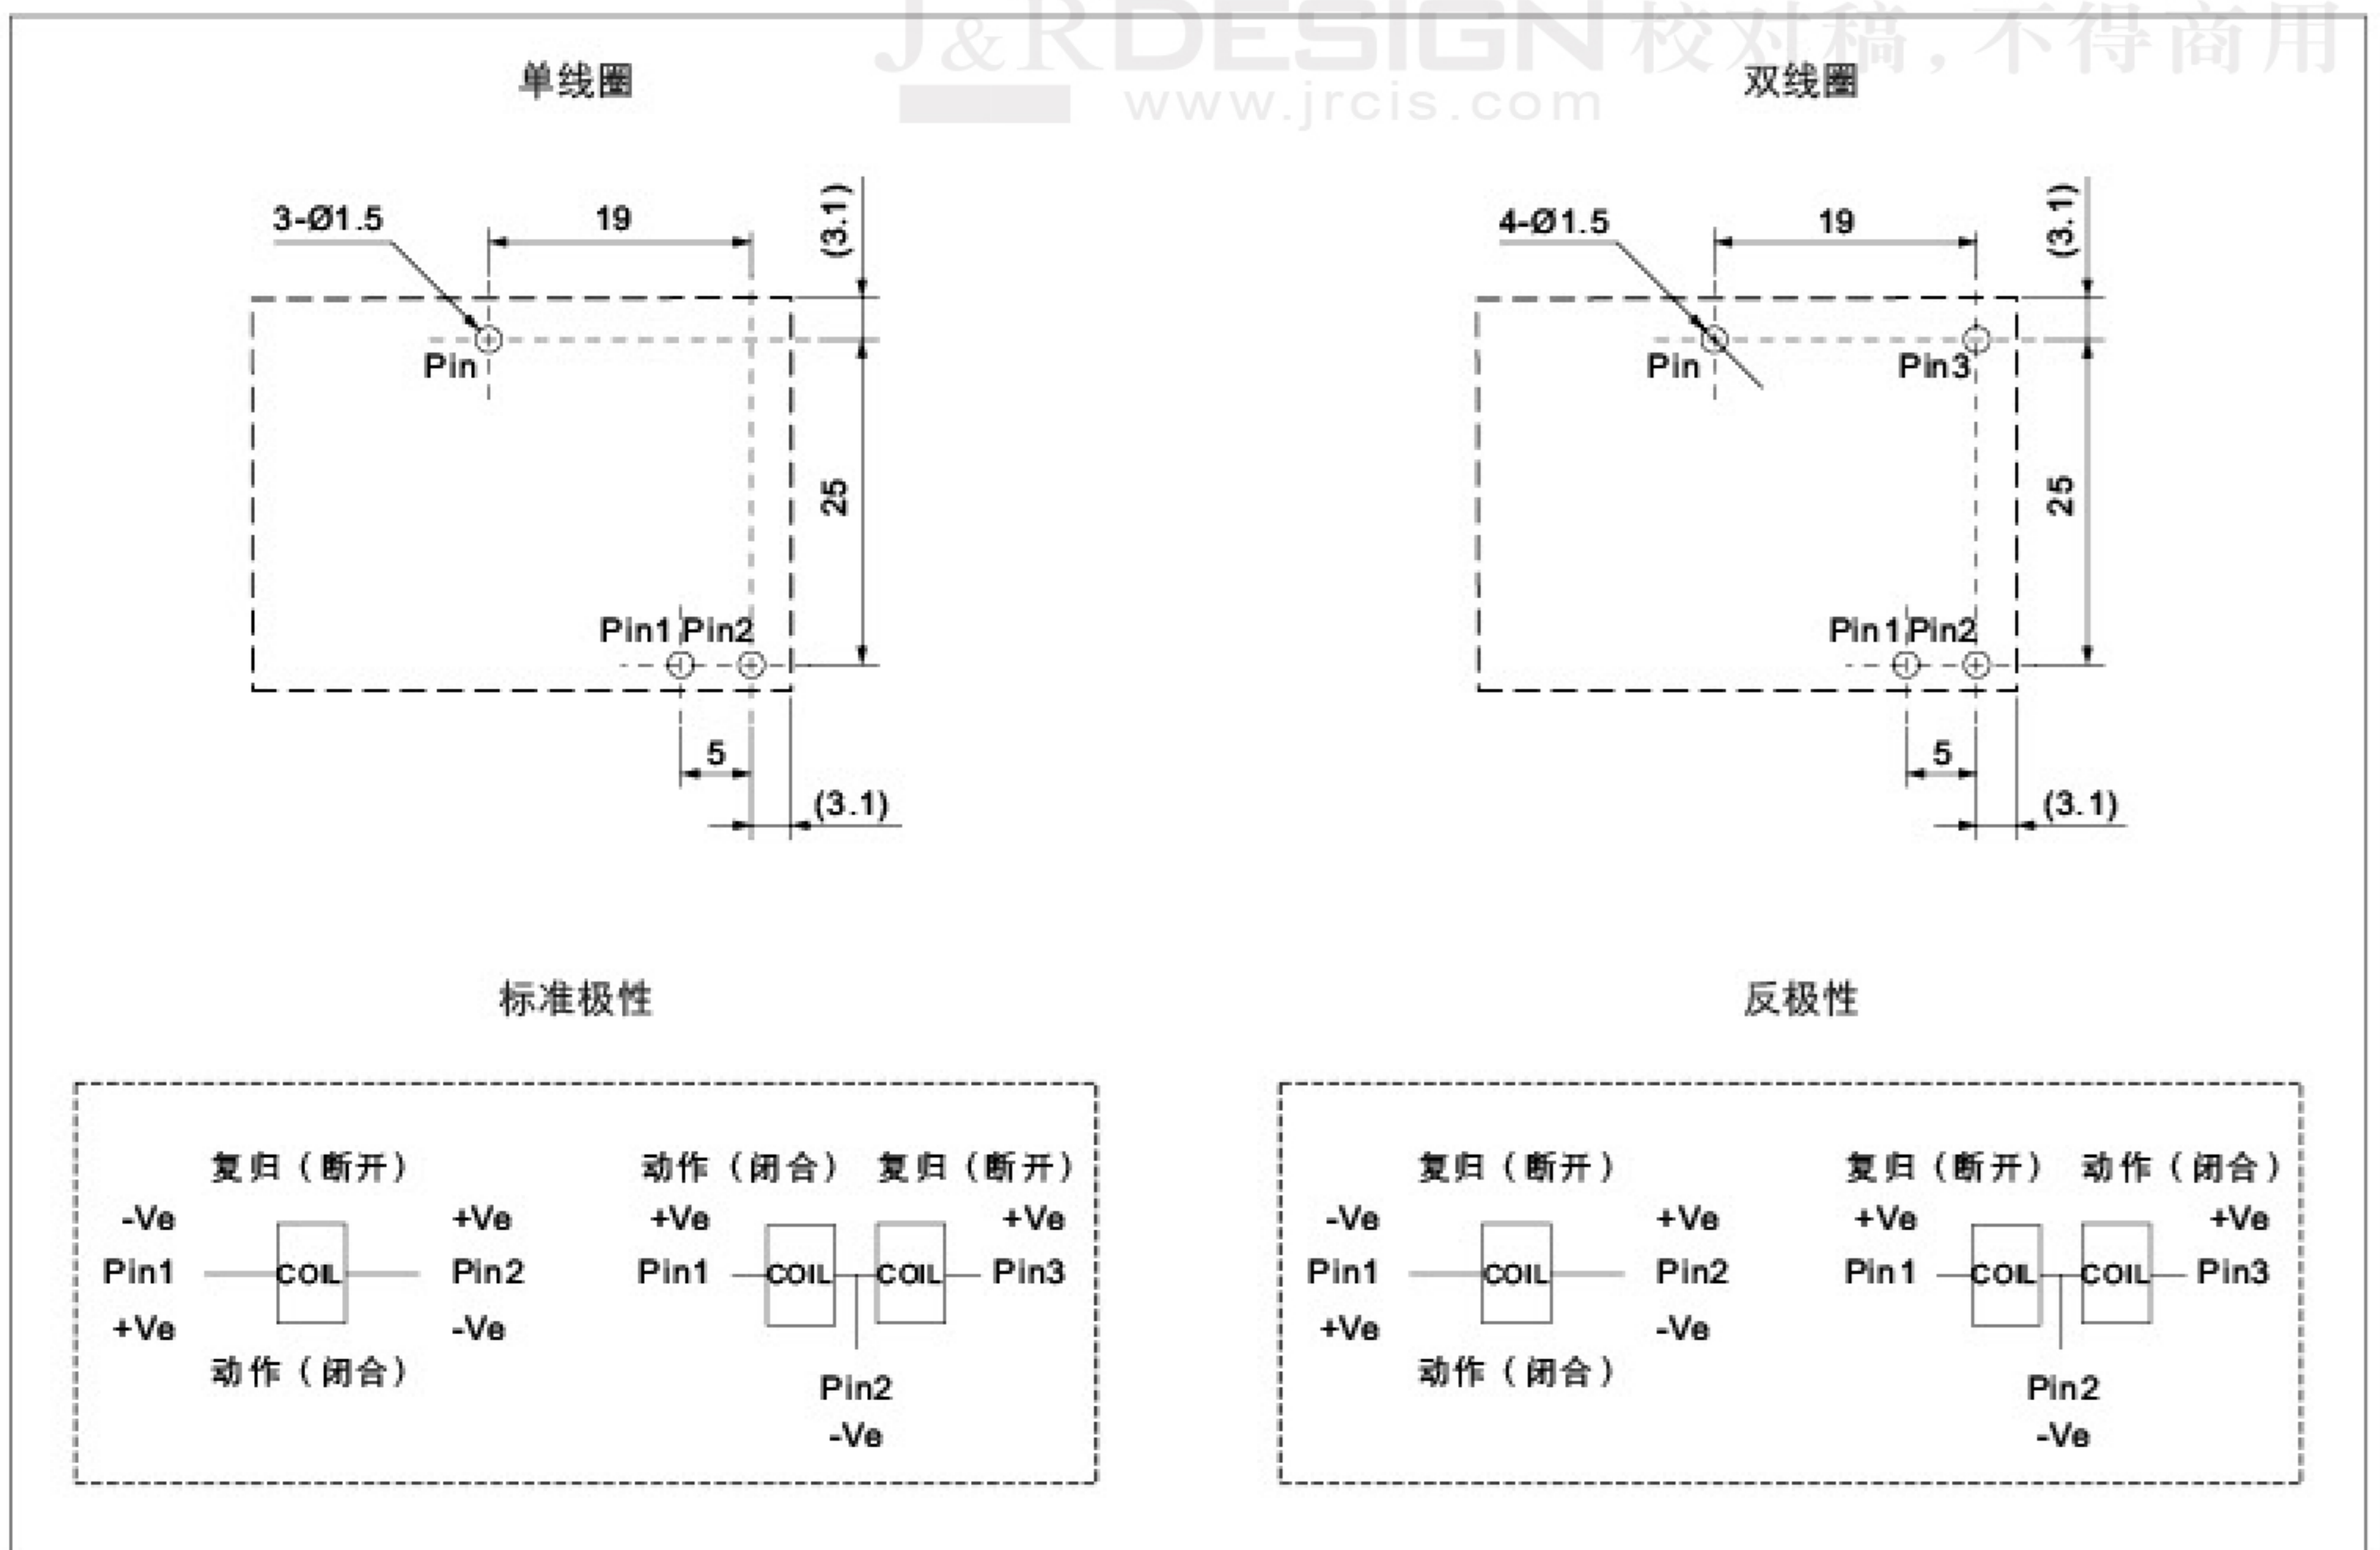 J&R DESIGN 校对稿，不得商用
www.jrcis.com
单线圈
双线圈
3-Ø1.5
19
(3.1)
Pin
25
Pin1 Pin2
5
(3.1)
4-Ø1.5
19
(3.1)
Pin
Pin3
25
Pin1 Pin2
5
(3.1)
标准极性
反极性
复归（断开）
-Ve
+Ve
Pin1
COIL
Pin2
+Ve
-Ve
动作（闭合）
动作（闭合） 复归（断开）
+Ve
+Ve
Pin1
COIL
COIL
Pin3
Pin2
-Ve
复归（断开）
-Ve
+Ve
Pin1
COIL
Pin2
+Ve
-Ve
动作（闭合）
复归（断开） 动作（闭合）
+Ve
+Ve
Pin1
COIL
COIL
Pin3
Pin2
-Ve